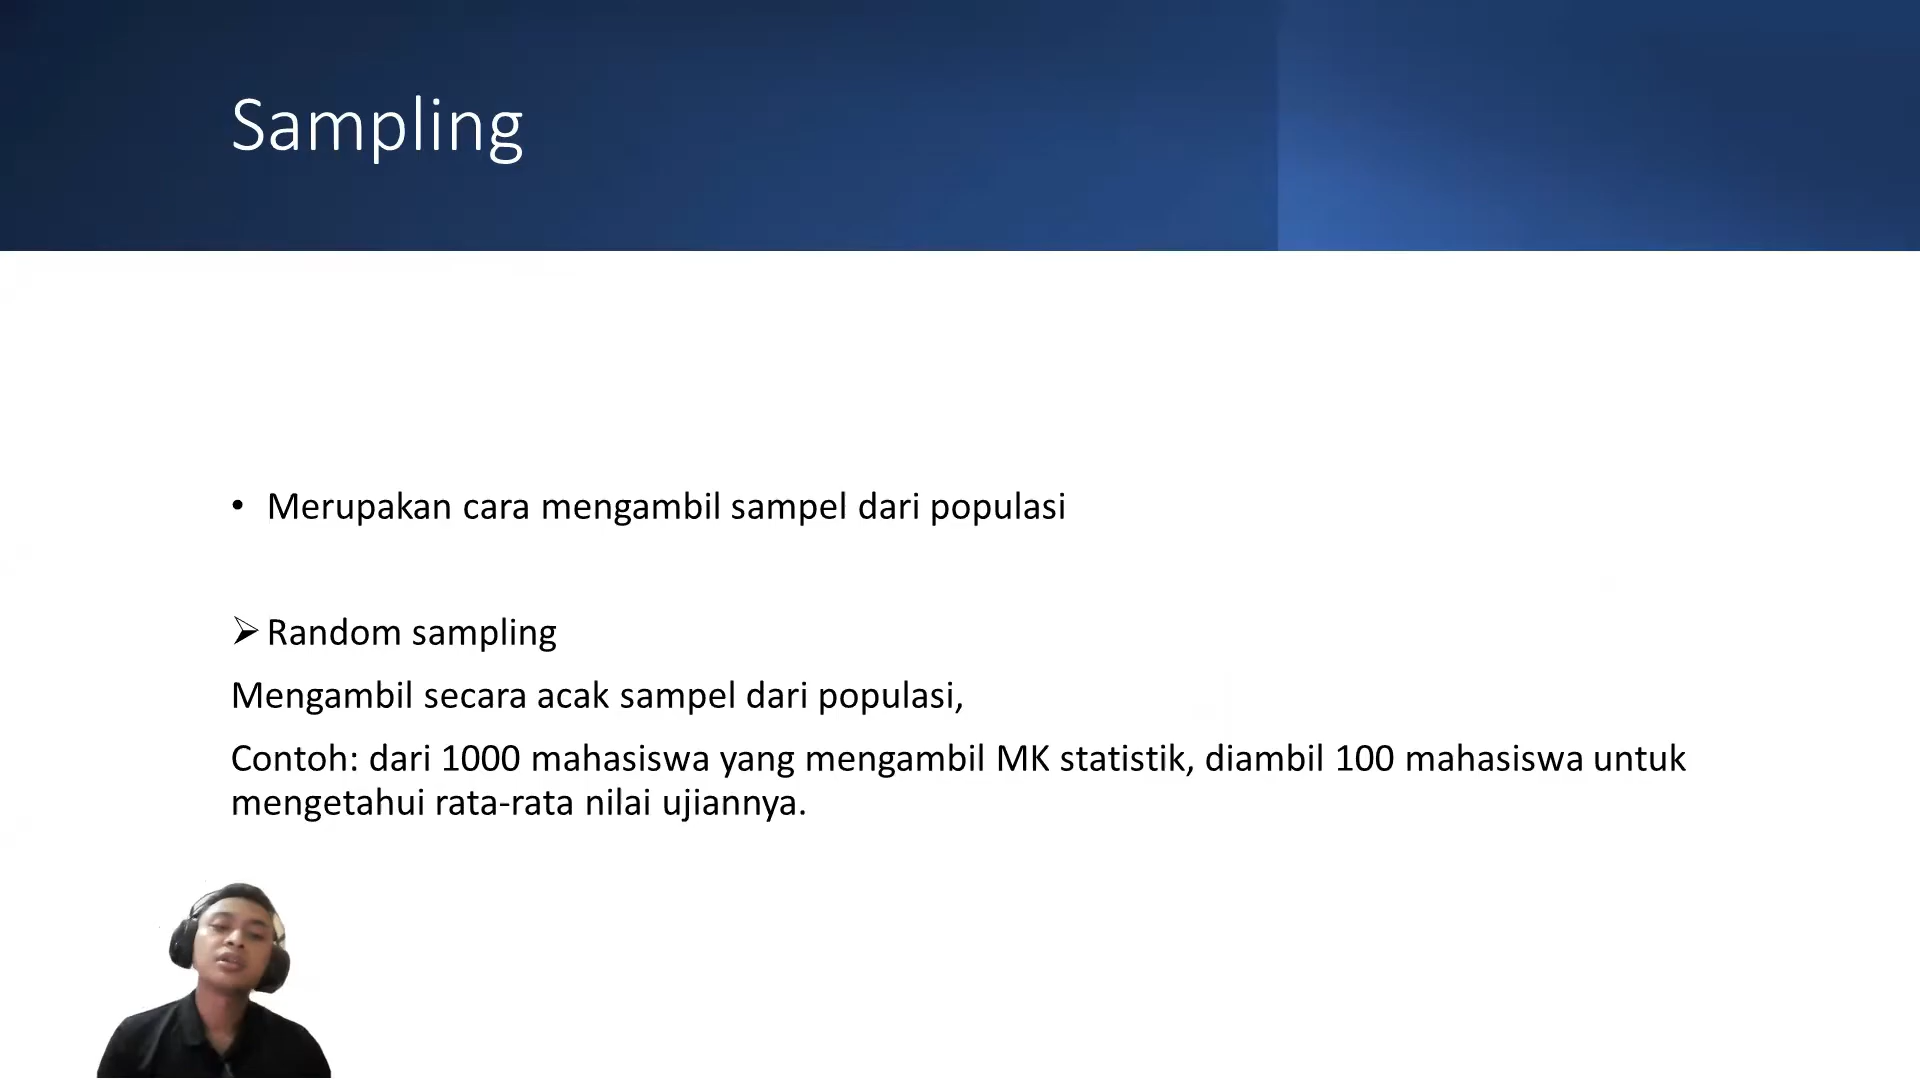 Sampling
• Merupakan cara mengambil sampel dari populasi
➢ Random sampling
Mengambil secara acak sampel dari populasi,
Contoh: dari 1000 mahasiswa yang mengambil MK statistik, diambil 100 mahasiswa untuk
mengetahui rata-rata nilai ujiannya.